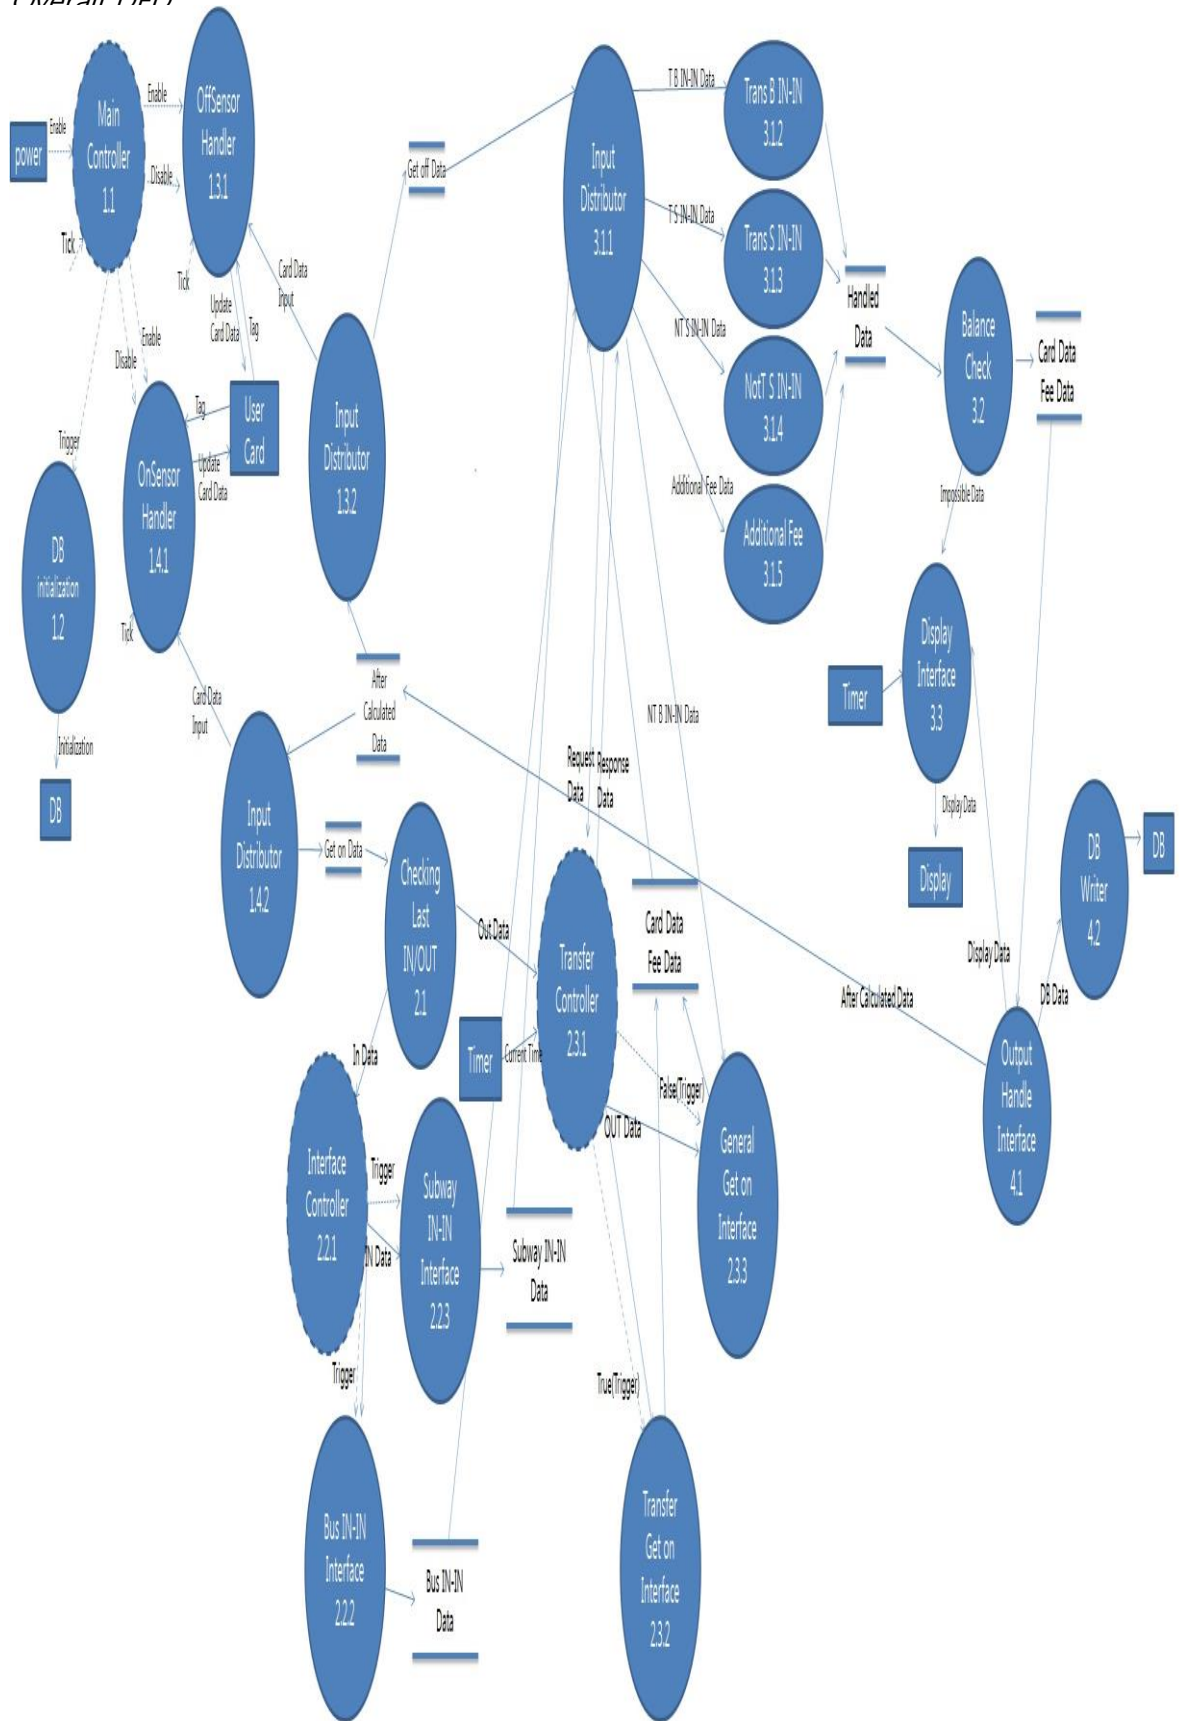 Overall DFD
power
Enable
Main
Controller
1.1
Enable
Disable
Tick
OffSensor
Handler
1.3.1
Tick
Update
Card Data
Tag
Card Data
Input
Get off Data
Enable
Disable
Trigger
OnSensor
Handler
1.4.1
Tag
Update
Card Data
User
Card
Tick
DB
initialization
1.2
Initialization
DB
Input
Distributor
1.3.2
After
Calculated
Data
Card Data
Input
Input
Distributor
1.4.2
Get on Data
Checking
Last
IN/OUT
2.1
Out Data
In Data
Timer
Current Time
Interface
Controller
2.2.1
Trigger
IN Data
Trigger
Subway
IN-IN
Interface
2.2.3
Subway IN-IN
Data
Bus IN-IN
Interface
2.2.2
Bus IN-IN
Data
Input
Distributor
3.1.1
T B IN-IN Data
T S IN-IN Data
NT S IN-IN Data
Additional Fee Data
NT B IN-IN Data
Request
Data
Response
Data
Trans B IN-IN
3.1.2
Trans S IN-IN
3.1.3
NotT S IN-IN
3.1.4
Additional Fee
3.1.5
Handled
Data
Balance
Check
3.2
Card Data
Fee Data
Impossible Data
Timer
Display
Interface
3.3
Display Data
Display
Display Data
DB
Writer
4.2
DB
DB Data
After Calculated Data
Output
Handle
Interface
4.1
Transfer
Controller
2.3.1
Card Data
Fee Data
False(Trigger)
OUT Data
True(Trigger)
General
Get on
Interface
2.3.3
Transfer
Get on
Interface
2.3.2